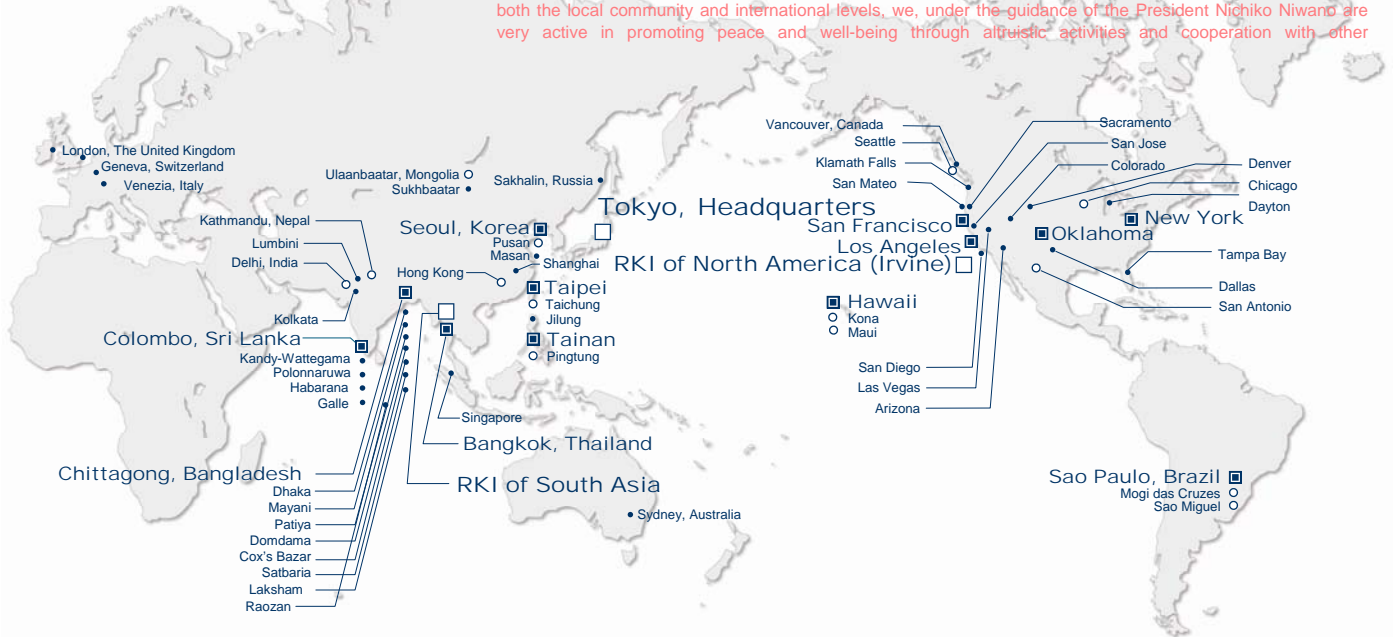 both the local community and international levels, we, under the guidance of the President Nichiko Niwano are
very active in promoting peace and well-being through altruistic activities and cooperation with other
London, The United Kingdom
Geneva, Switzerland
Venezia, Italy
Ulaanbaatar, Mongolia
Sukhbaatar
Sakhalin, Russia
Kathmandu, Nepal
Lumbini
Delhi, India
Kolkata
Colombo, Sri Lanka
Kandy-Wattegama
Polonnaruwa
Habarana
Galle
Seoul, Korea
Pusan
Masan
Shanghai
Hong Kong
Tokyo, Headquarters
Taipei
Taichung
Jilung
Tainan
Pingtung
Singapore
Bangkok, Thailand
RKI of South Asia
Chittagong, Bangladesh
Dhaka
Mayani
Patiya
Domdama
Cox's Bazar
Satbaria
Laksham
Raozan
Sydney, Australia
Vancouver, Canada
Seattle
Klamath Falls
San Mateo
San Francisco
Los Angeles
RKI of North America (Irvine)
Hawaii
Kona
Maui
San Diego
Las Vegas
Arizona
Sacramento
San Jose
Colorado
Denver
Chicago
Dayton
New York
Oklahoma
Tampa Bay
Dallas
San Antonio
Sao Paulo, Brazil
Mogi das Cruzes
Sao Miguel